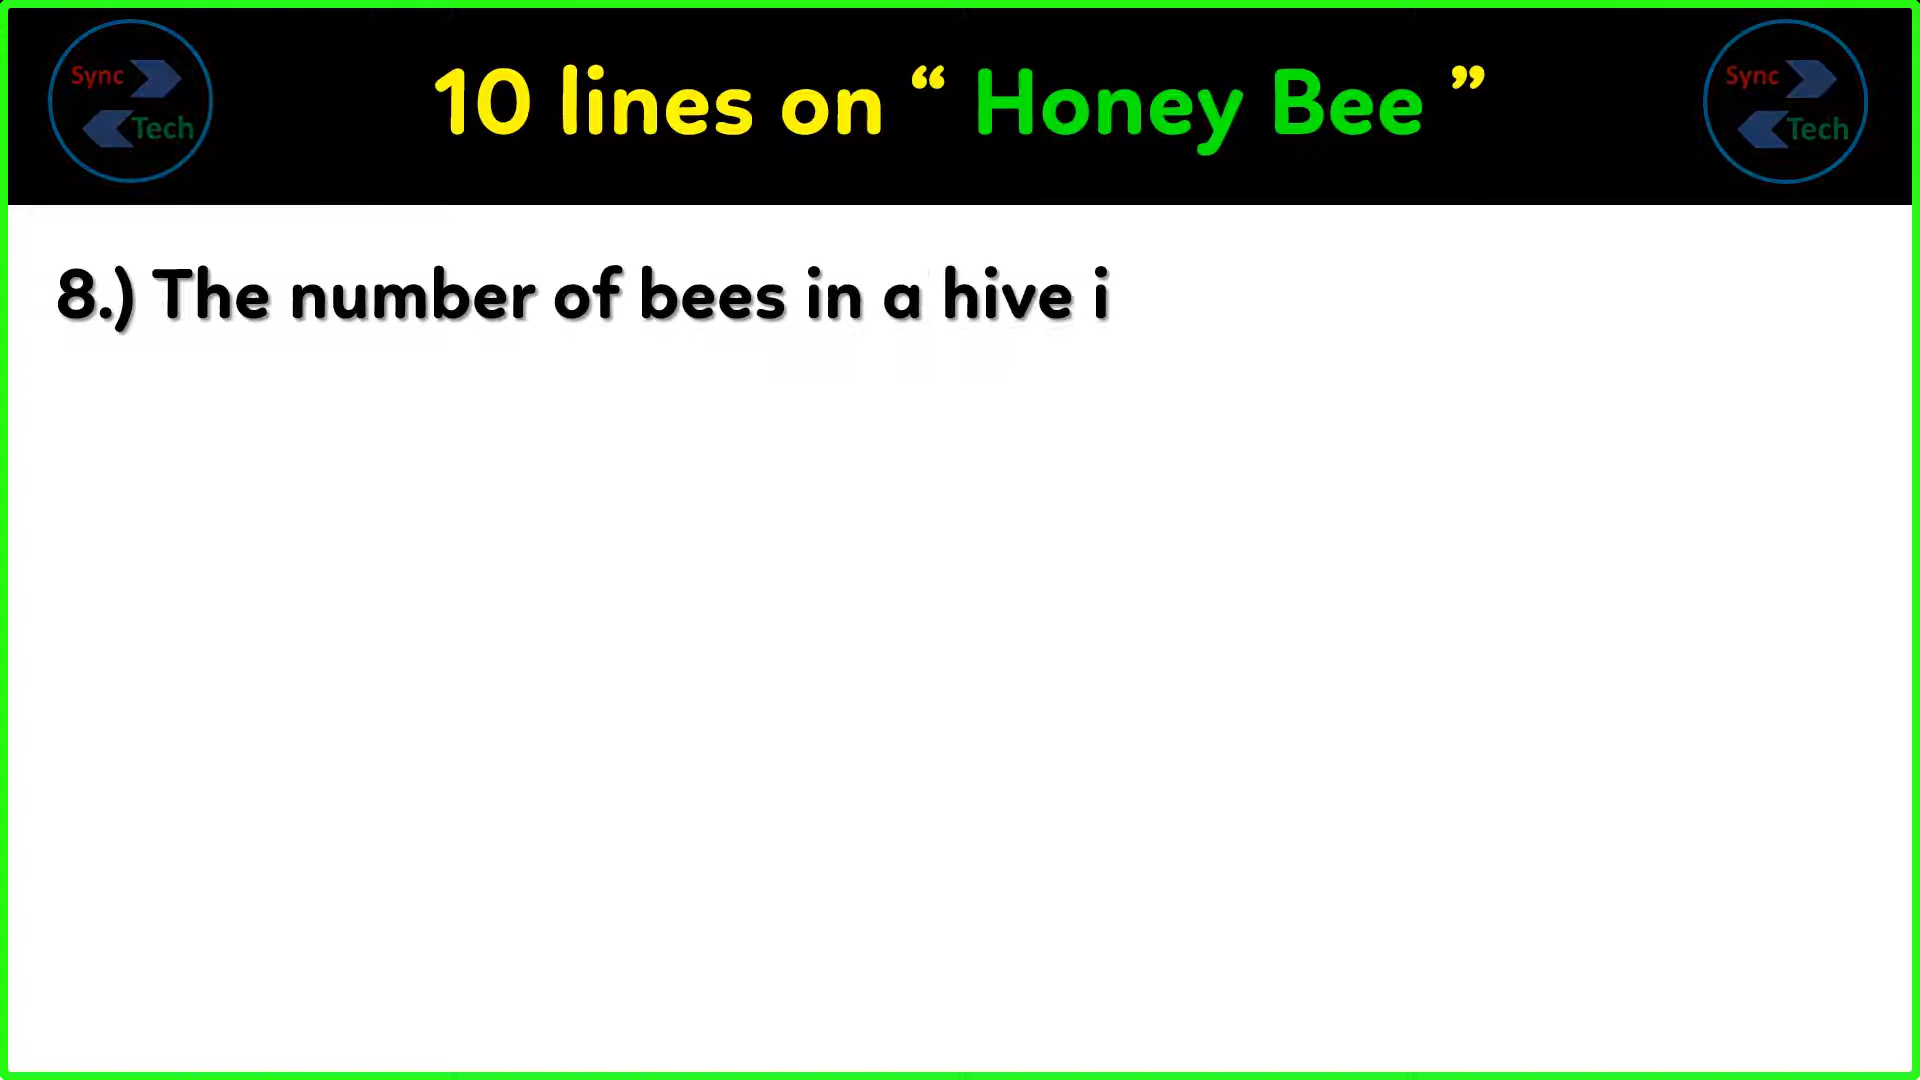 Sync
Tech
10 lines on “ Honey Bee ”
Sync
Tech
8.) The number of bees in a hive i